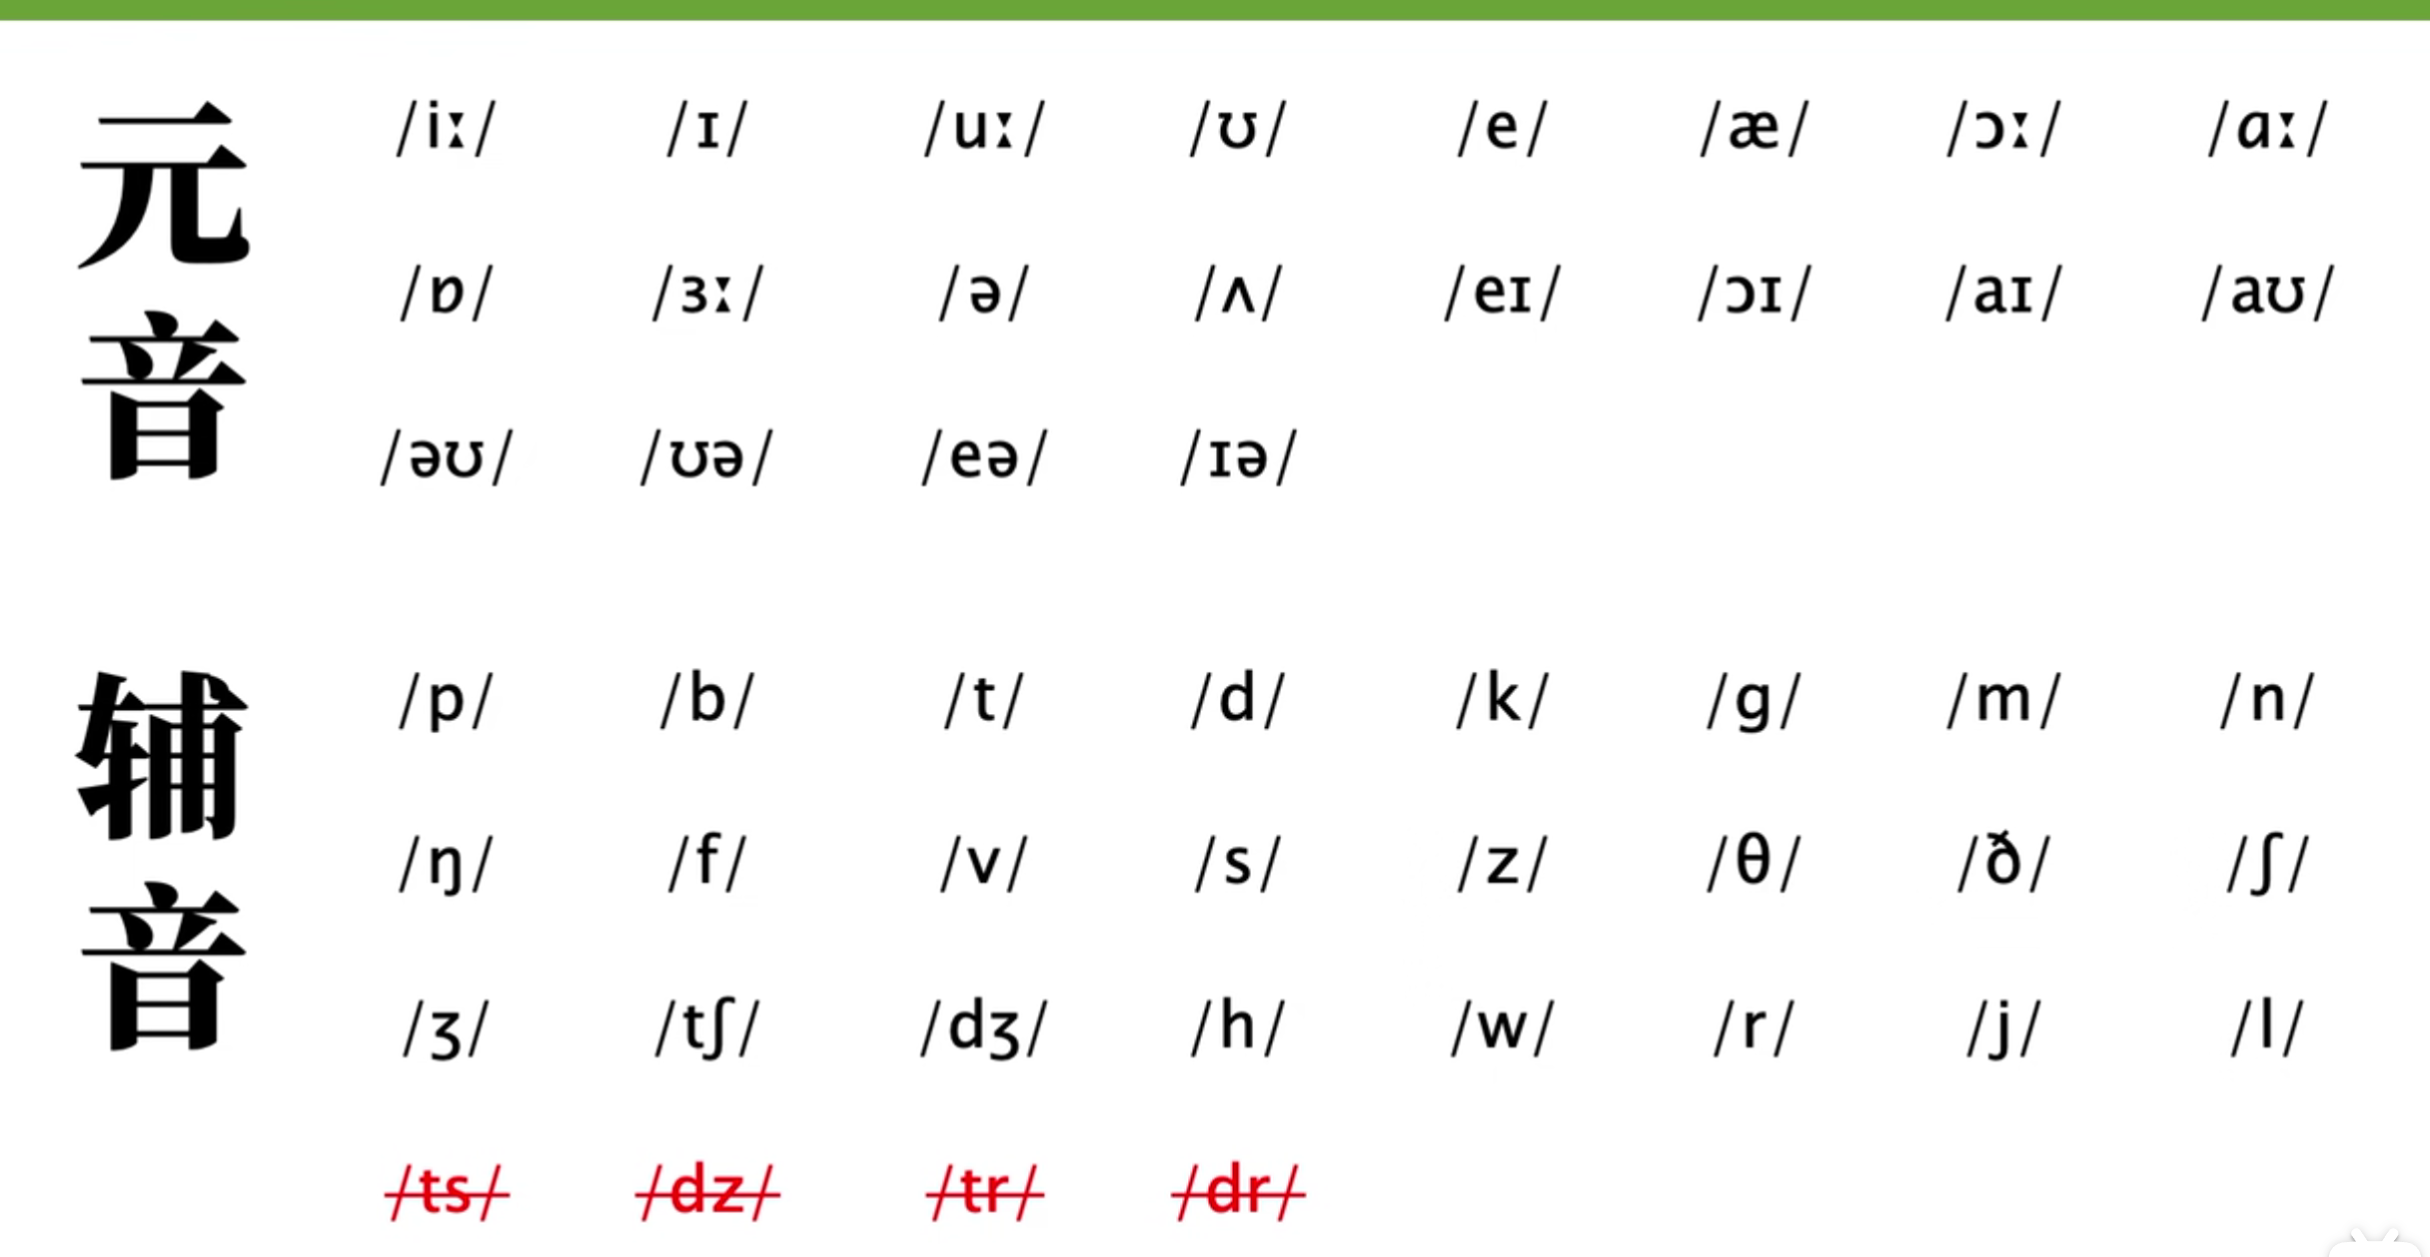 元音
/iː/ /ɪ/ /uː/ /ʊ/ /e/ /æ/ /ɔː/ /ɑː/
/ɒ/ /ɜː/ /ə/ /ʌ/ /eɪ/ /ɔɪ/ /aɪ/ /aʊ/
/əʊ/ /ʊə/ /eə/ /ɪə/
辅音
/p/ /b/ /t/ /d/ /k/ /g/ /m/ /n/
/ŋ/ /f/ /v/ /s/ /z/ /θ/ /ð/ /ʃ/
/ʒ/ /tʃ/ /dʒ/ /h/ /w/ /r/ /j/ /l/
/ts/ /dz/ /tr/ /dr/